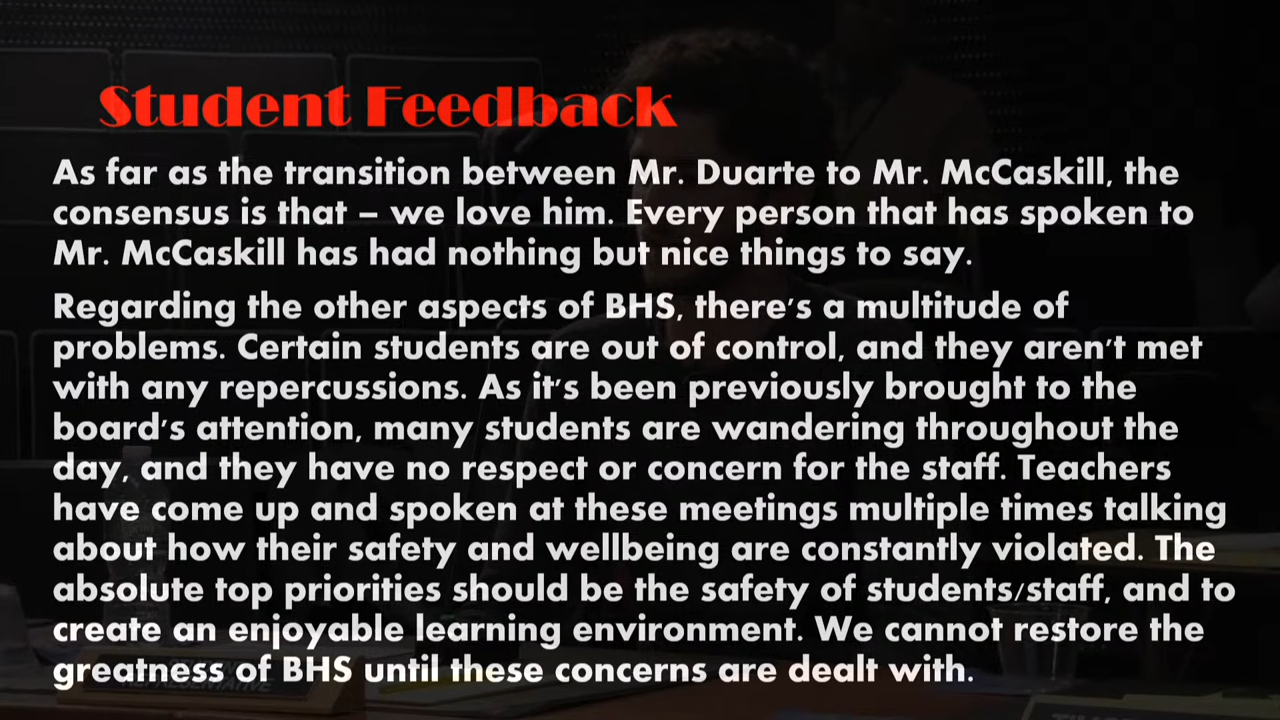 Student Feedback
As far as the transition between Mr. Duarte to Mr. McCaskill, the
consensus is that – we love him. Every person that has spoken to
Mr. McCaskill has had nothing but nice things to say.
Regarding the other aspects of BHS, there's a multitude of
problems. Certain students are out of control, and they aren't met
with any repercussions. As it's been previously brought to the
board's attention, many students are wandering throughout the
day, and they have no respect or concern for the staff. Teachers
have come up and spoken at these meetings multiple times talking
about how their safety and wellbeing are constantly violated. The
absolute top priorities should be the safety of students/staff, and to
create an enjoyable learning environment. We cannot restore the
greatness of BHS until these concerns are dealt with.
REPRESENTATIVE